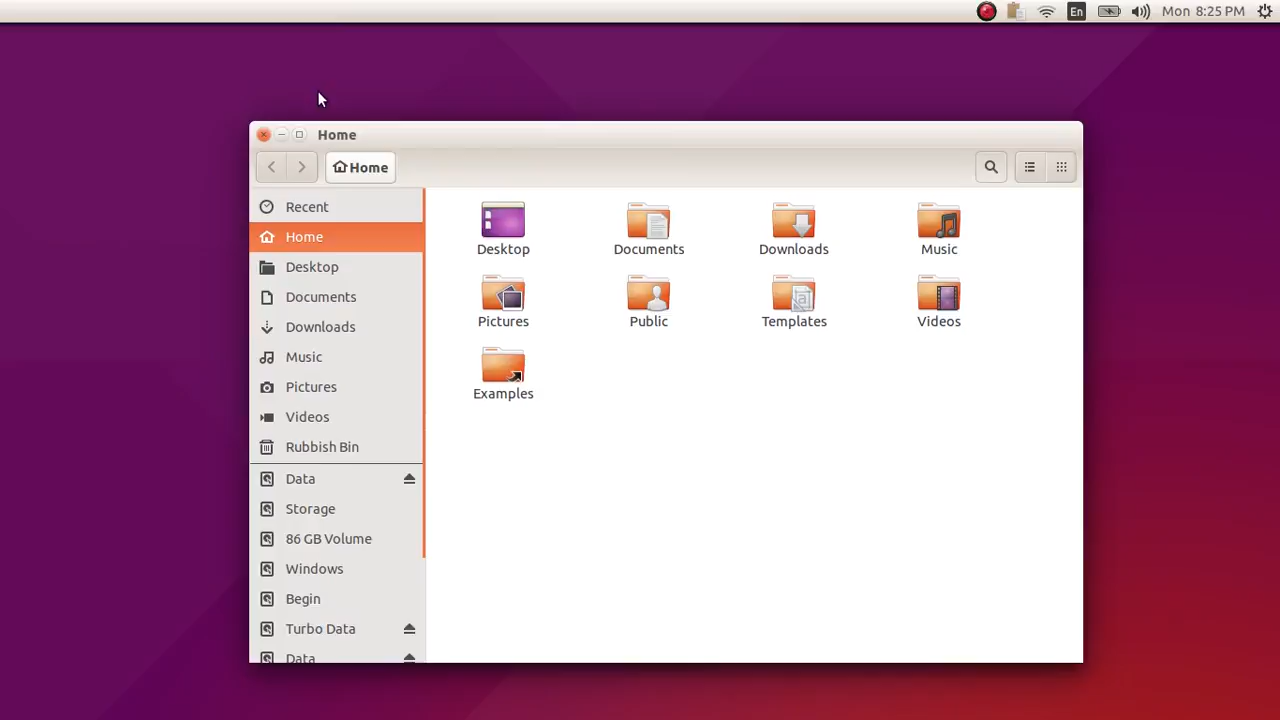 En
Mon 8:25 PM
Home
Home
Recent
Home
Desktop
Documents
Downloads
Music
Pictures
Videos
Rubbish Bin
Data
Storage
86 GB Volume
Windows
Begin
Turbo Data
Data
Desktop
Documents
Downloads
Music
Pictures
Public
Templates
Videos
Examples